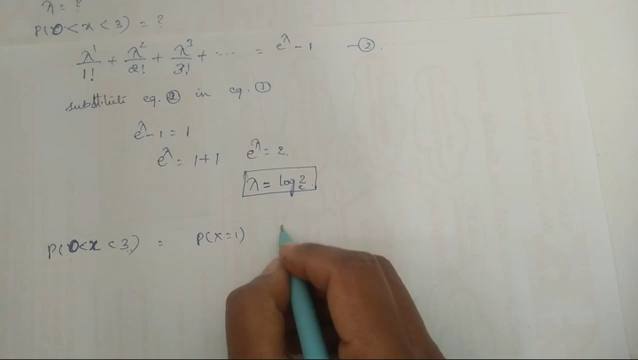 λ = ?
P(0 < x < 3) = ?
λ¹/1! + λ²/2! + λ³/3! + ..... = e^λ - 1 —②.
substitute eq. ② in eq. ①
e^λ - 1 = 1
e^λ = 1+1 e^λ = 2
λ = log_e 2
P(0<x<3) = P(x=1)